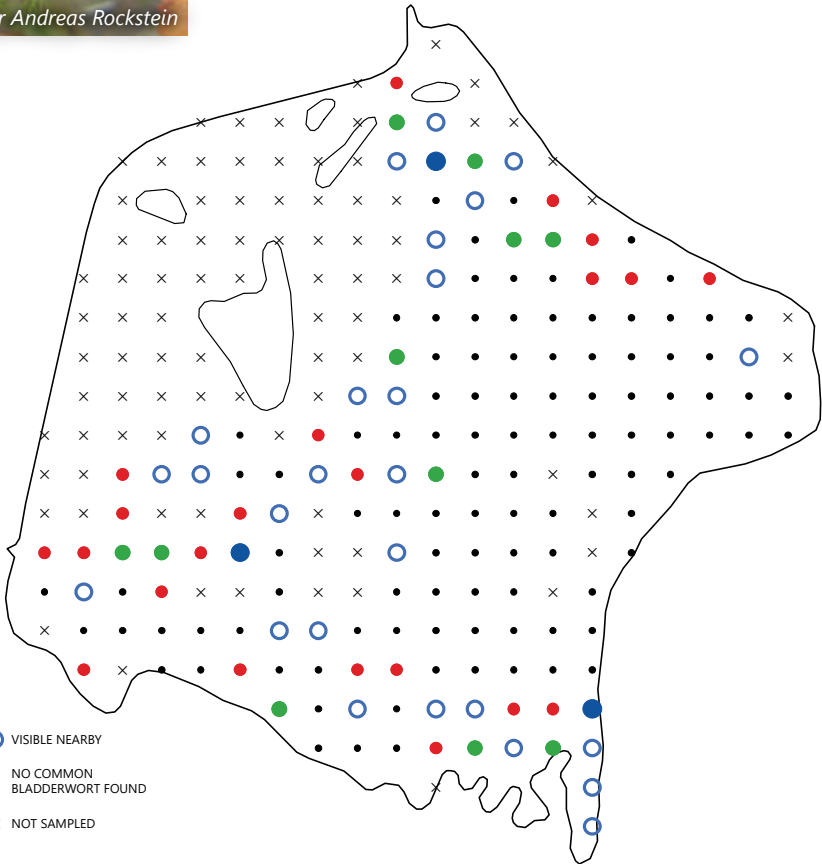 r Andreas Rockstein
VISIBLE NEARBY
NO COMMON
BLADDERWORT FOUND
NOT SAMPLED